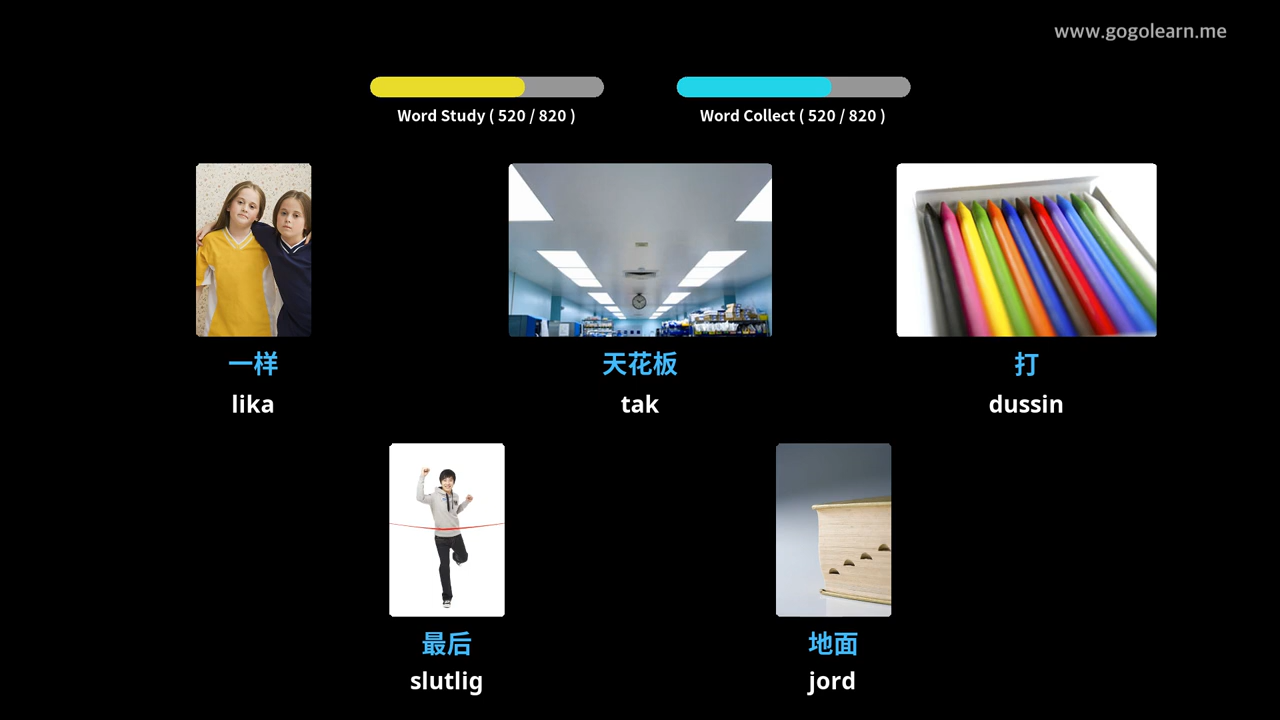 www.gogolearn.me
Word Study ( 520 / 820 )
Word Collect ( 520 / 820 )
一样
lika
天花板
tak
打
dussin
最后
slutlig
地面
jord